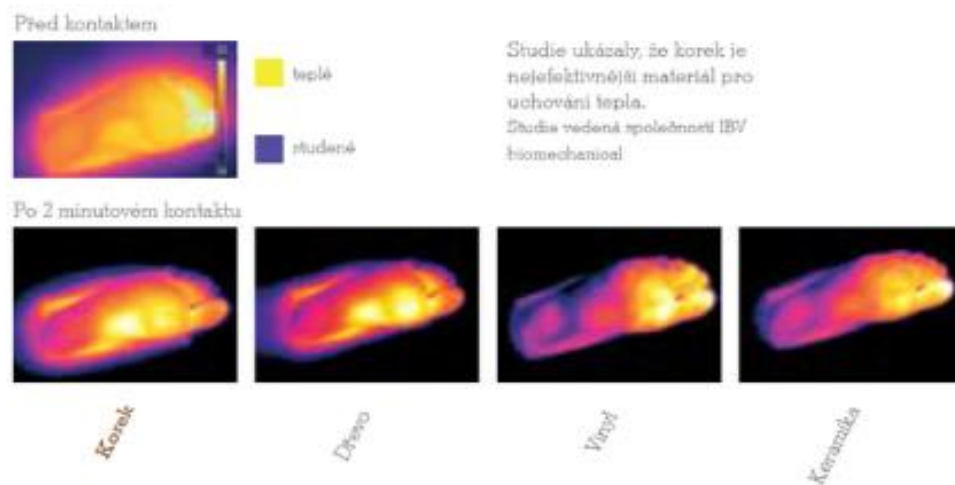 Před kontaktem
teplé
studené
Studie ukázaly, že korek je
nejefektivnější materiál pro
uchování tepla.
Studie vedená společností IBV
biomechanical
Po 2 minutovém kontaktu
Korek
Dřevo
Vinyl
Keramika